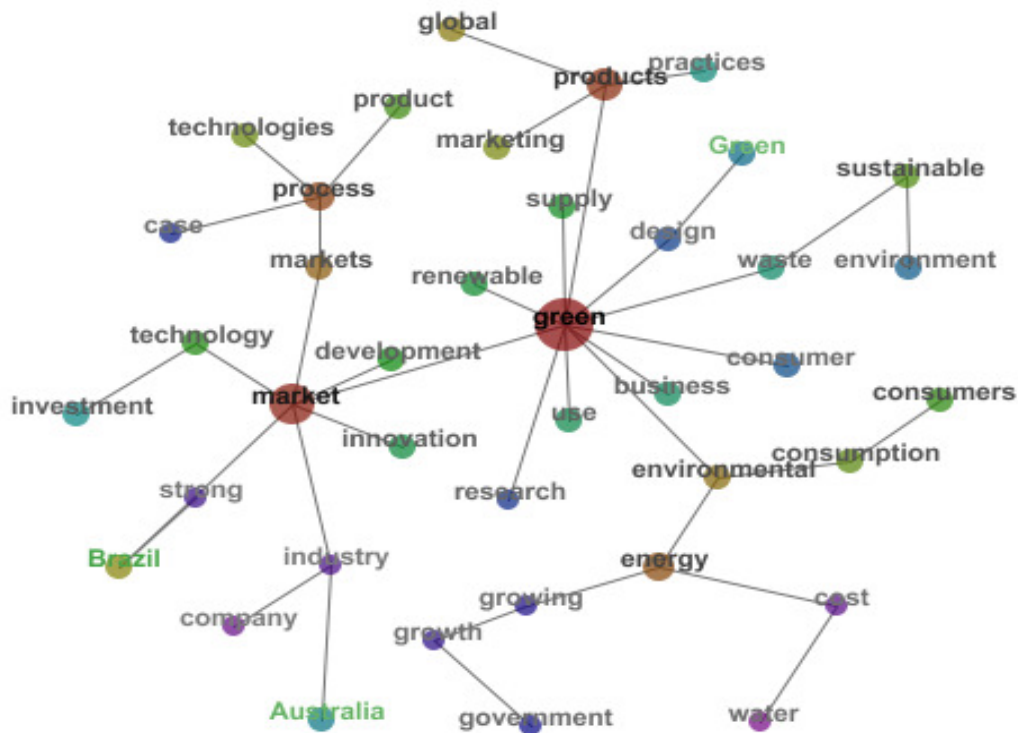 global
products
practices
product
technologies
marketing
Green
sustainable
process
supply
case
design
markets
renewable
waste
environment
green
technology
development
consumer
market
business
consumers
investment
use
innovation
consumption
environmental
strong
research
Brazil
industry
energy
growing
cost
company
growth
Australia
government
water